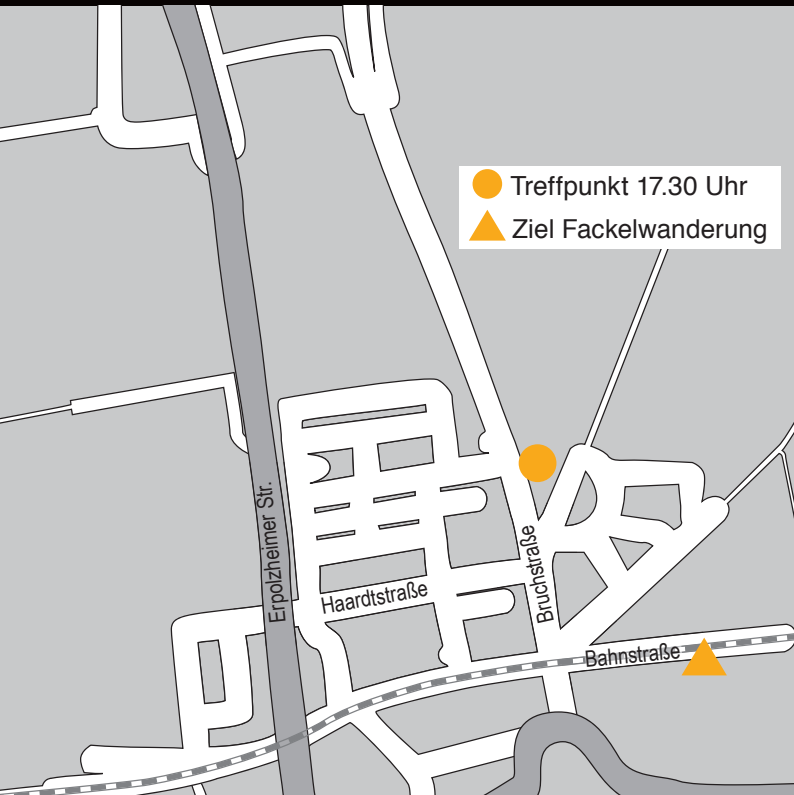 Treffpunkt 17.30 Uhr
Ziel Fackelwanderung
Erpolzheimer Str.
Haardtstraße
Bruchstraße
Bahnstraße